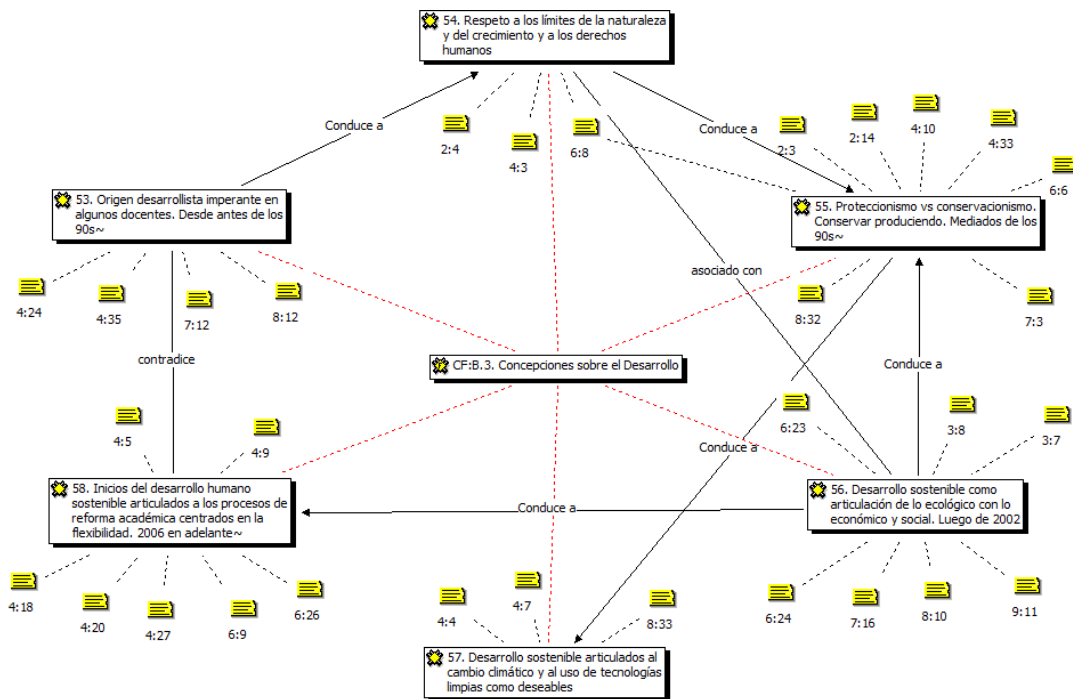 54. Respeto a los límites de la naturaleza
y del crecimiento y a los derechos
humanos
Conduce a
2:4
4:3
6:8
Conduce a
2:3
2:14
4:10
4:33
6:6
53. Origen desarrollista imperante en
algunos docentes. Desde antes de los
90s~
55. Proteccionismo vs conservacionismo.
Conservar produciendo. Mediados de los
90s~
4:24
4:35
7:12
8:12
asociado con
8:32
7:3
contradice
CF:B.3. Concepciones sobre el Desarrollo
Conduce a
4:5
4:9
6:23
3:8
3:7
Conduce a
58. Inicios del desarrollo humano
sostenible articulados a los procesos de
reforma académica centrados en la
flexibilidad. 2006 en adelante~
Conduce a
56. Desarrollo sostenible como
articulación de lo ecológico con lo
económico y social. Luego de 2002
4:18
4:20
4:27
6:9
6:26
4:4
4:7
8:33
6:24
7:16
8:10
9:11
57. Desarrollo sostenible articulados al
cambio climático y al uso de tecnologías
limpias como deseables